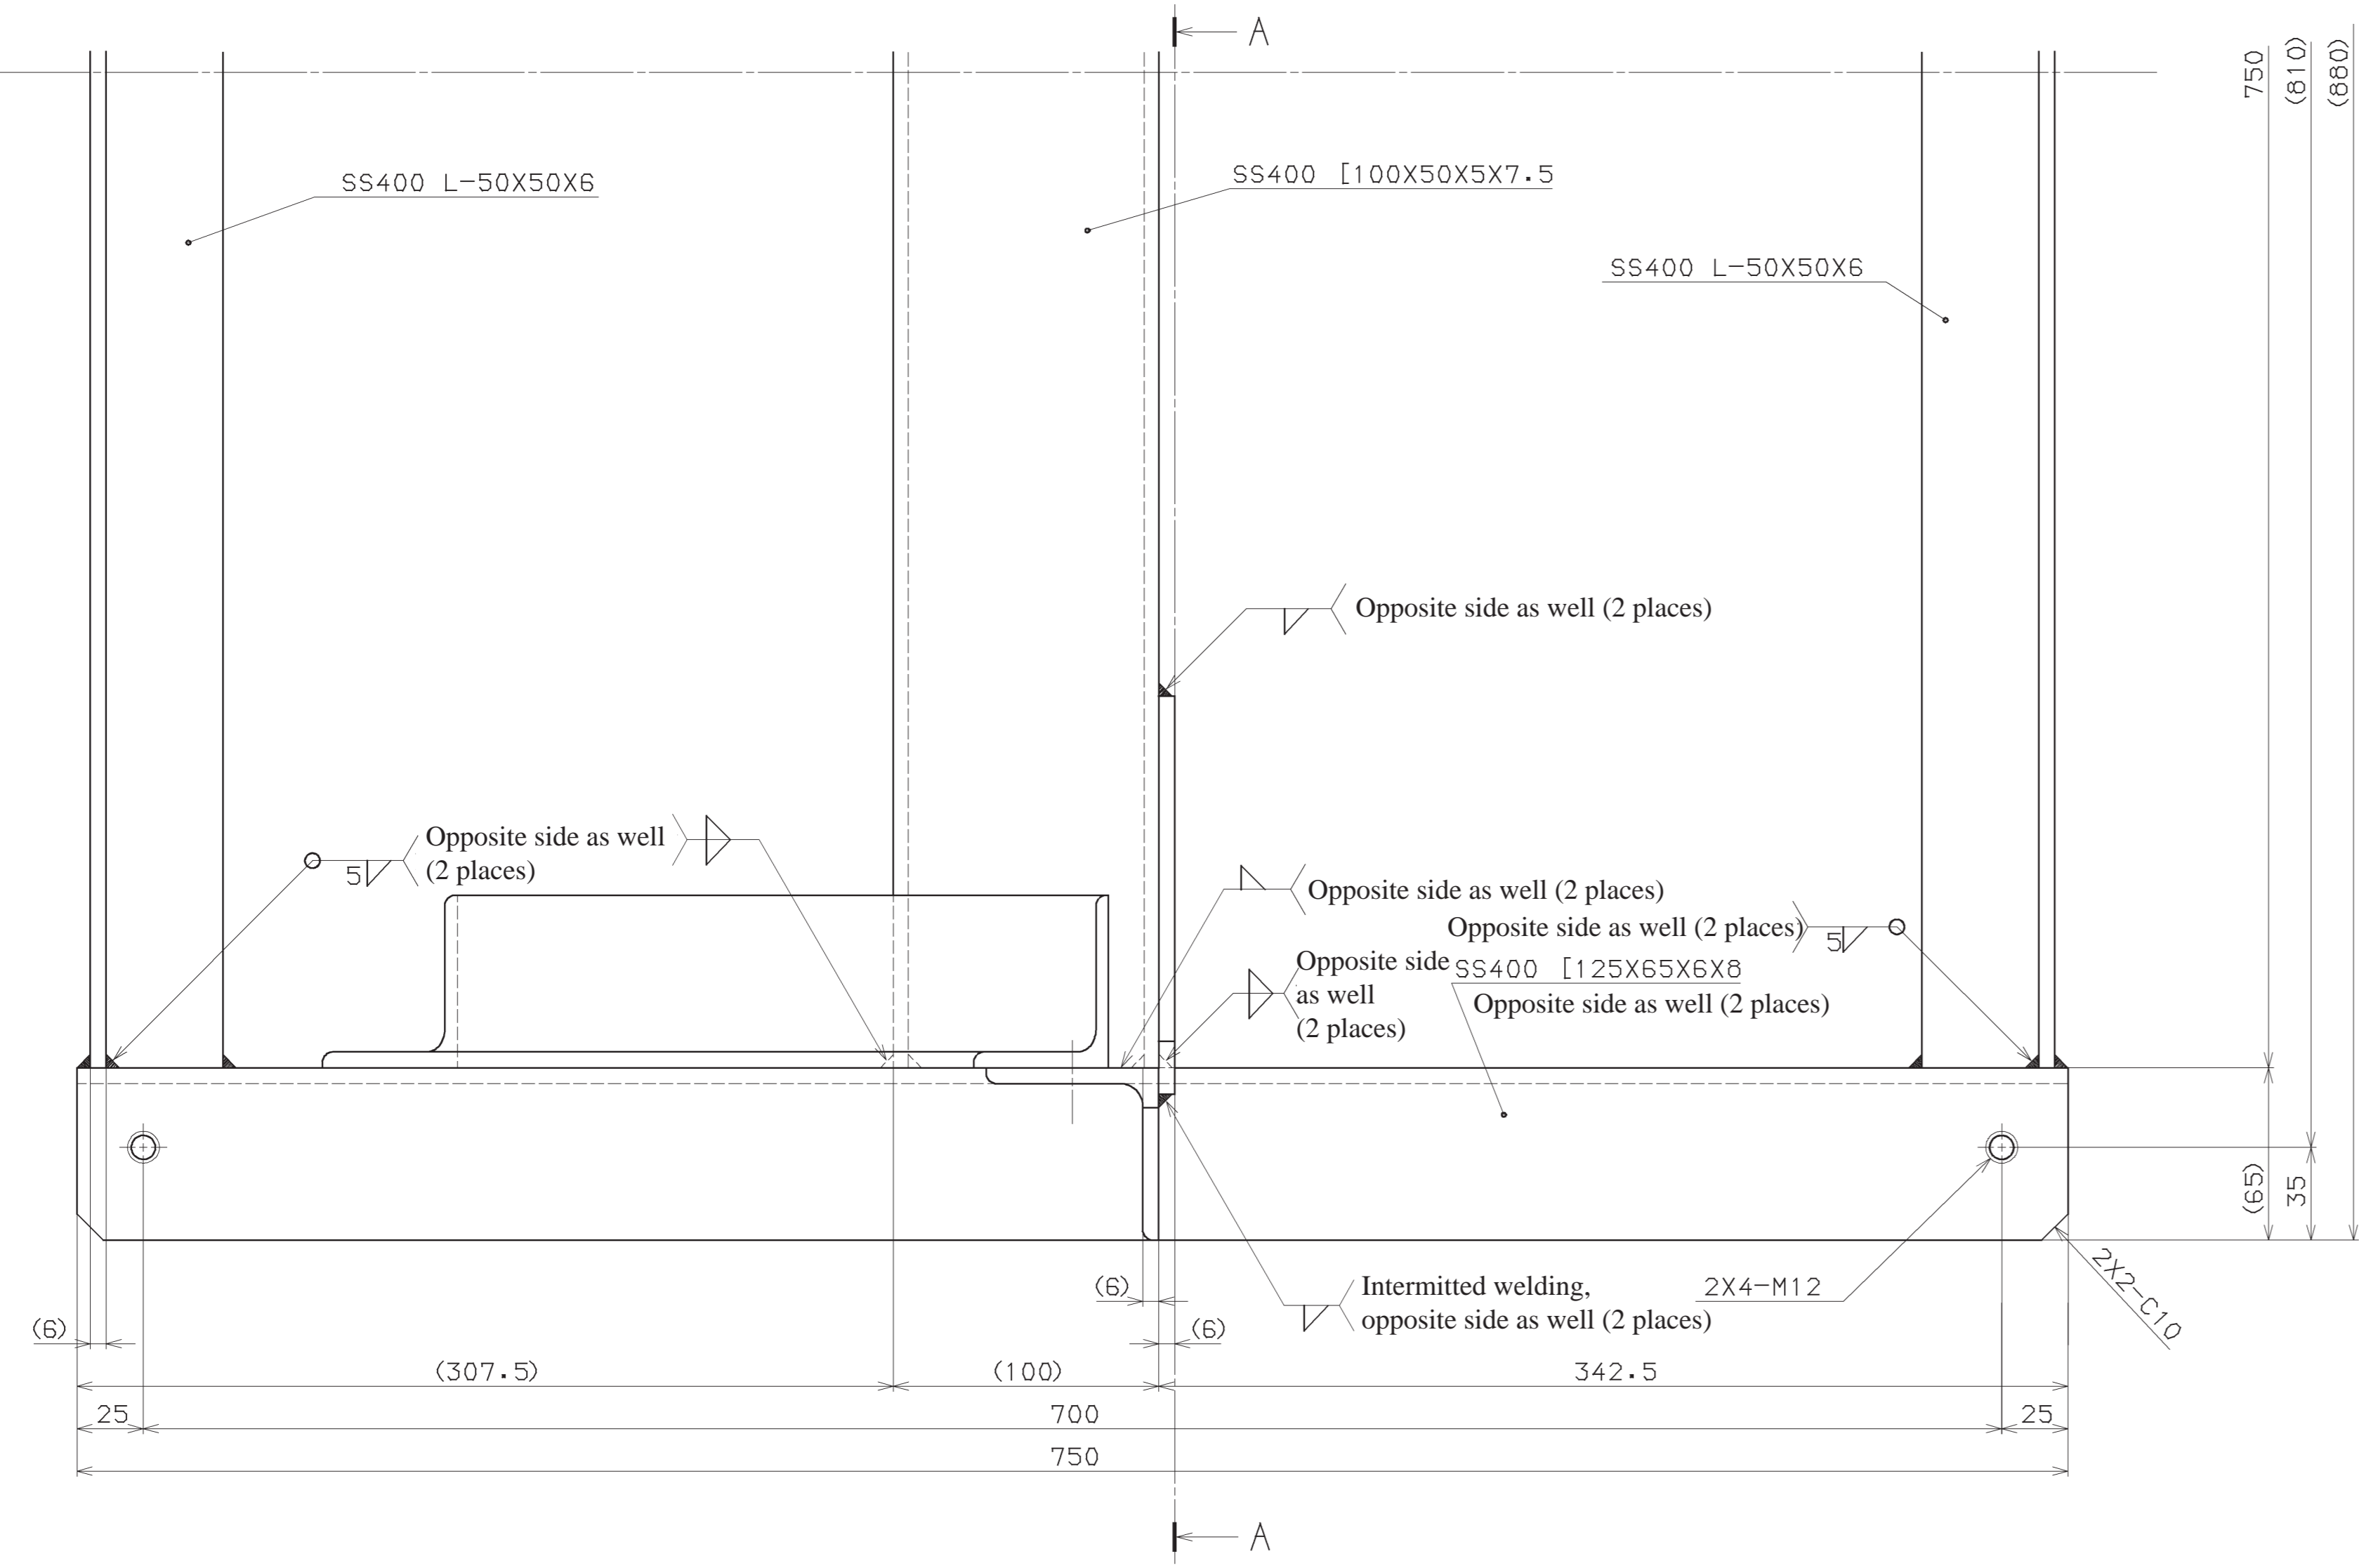 A
750
(810)
(880)
SS400 L-50X50X6
SS400 [100X50X5X7.5
SS400 L-50X50X6
Opposite side as well (2 places)
5
Opposite side as well
(2 places)
Opposite side as well (2 places)
Opposite side as well (2 places)
5
Opposite side
as well
(2 places)
SS400 [125X65X6X8
Opposite side as well (2 places)
(65)
35
Intermitted welding,
opposite side as well (2 places)
2X4-M12
2X2-C10
(6)
(6)
(6)
(307.5)
(100)
342.5
25
700
25
750
A